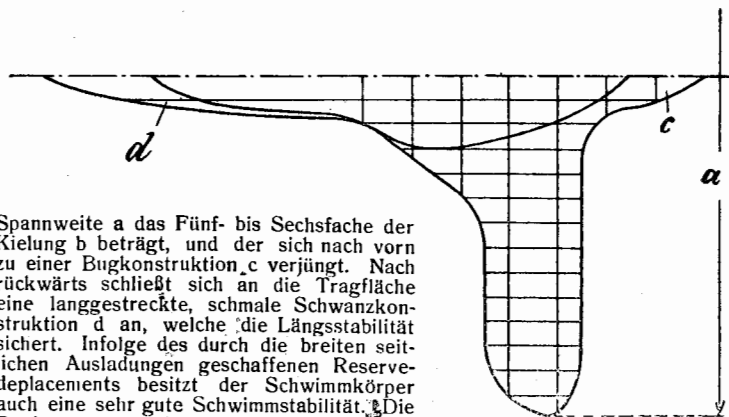 d
c
a
Spannweite a das Fünf- bis Sechsfache der
Kielung b beträgt, und der sich nach vorn
zu einer Bugkonstruktion c verjüngt. Nach
rückwärts schließt sich an die Tragfläche
eine langgestreckte, schmale Schwanzkon-
struktion d an, welche die Längsstabilität
sichert. Infolge des durch die breiten seit-
lichen Ausladungen geschaffenen Reserve-
deplacements besitzt der Schwimmkörper
auch eine sehr gute Schwimmstabilität. Die